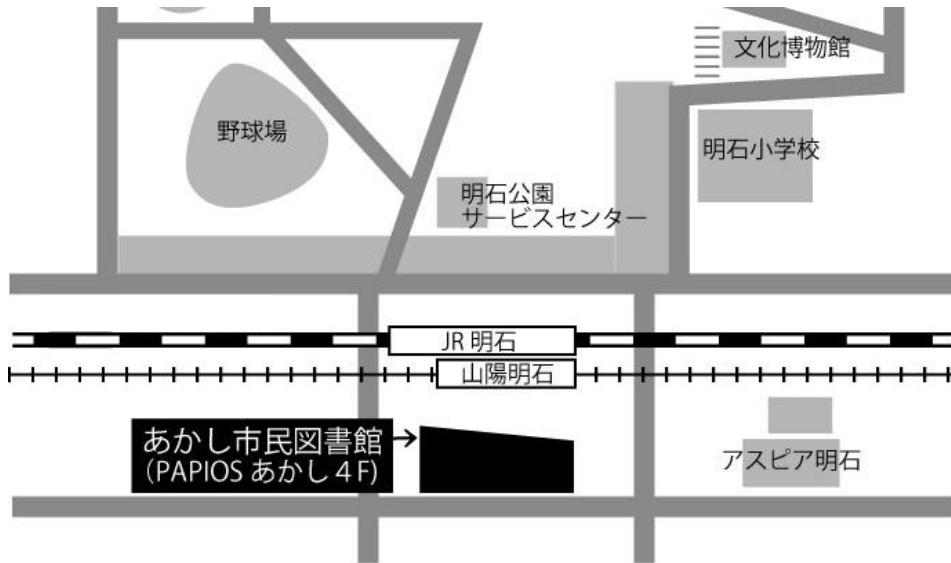 文化博物館
野球場
明石小学校
明石公園
サービスセンター
JR 明石
山陽明石
あかし市民図書館
(PAPIOS あかし４F)
アスピア明石